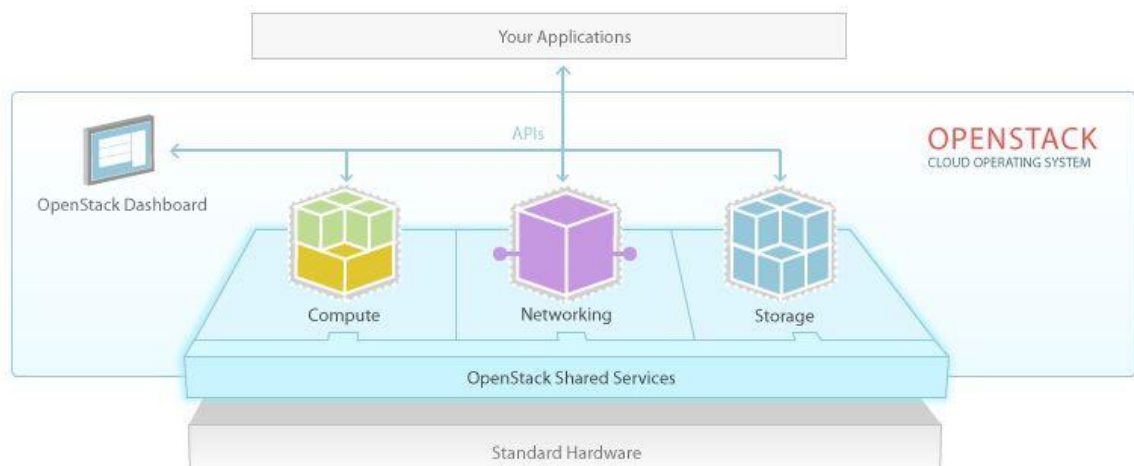 Your Applications
APIs
OPENSTACK
CLOUD OPERATING SYSTEM
OpenStack Dashboard
Compute
Networking
Storage
OpenStack Shared Services
Standard Hardware